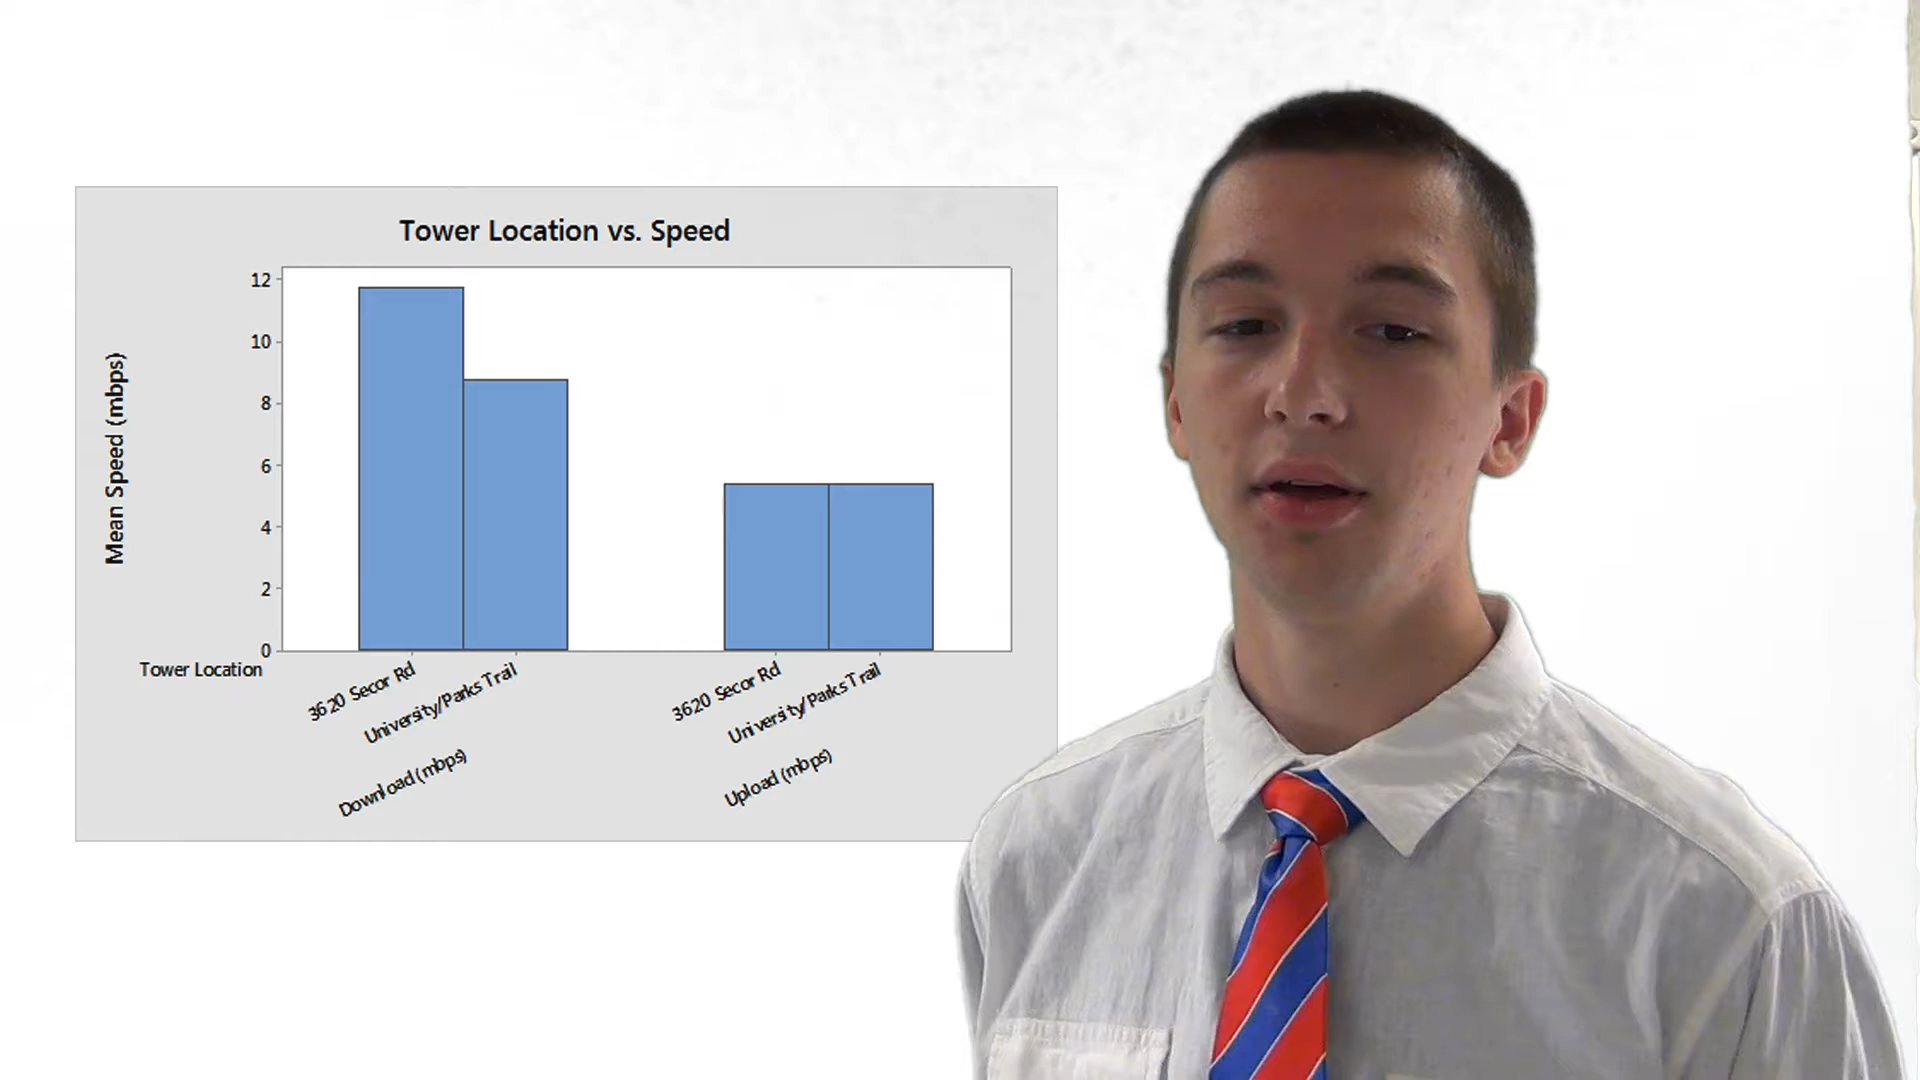 Tower Location vs. Speed
Mean Speed (mbps)
12
10
8
6
4
2
0
Tower Location
3620 Secor Rd
University/Parks Trail
3620 Secor Rd
University/Parks Trail
Download (mbps)
Upload (mbps)